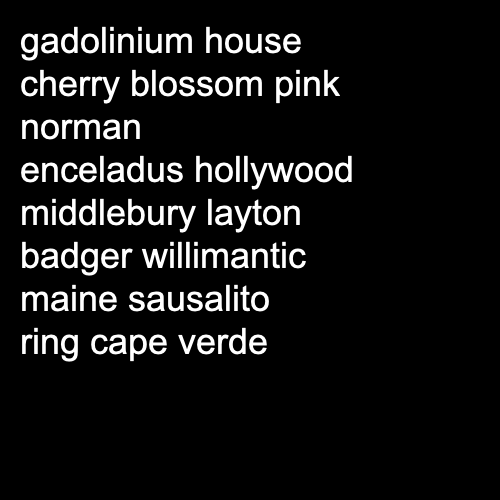 gadolinium house
cherry blossom pink
norman
enceladus hollywood
middlebury layton
badger willimantic
maine sausalito
ring cape verde